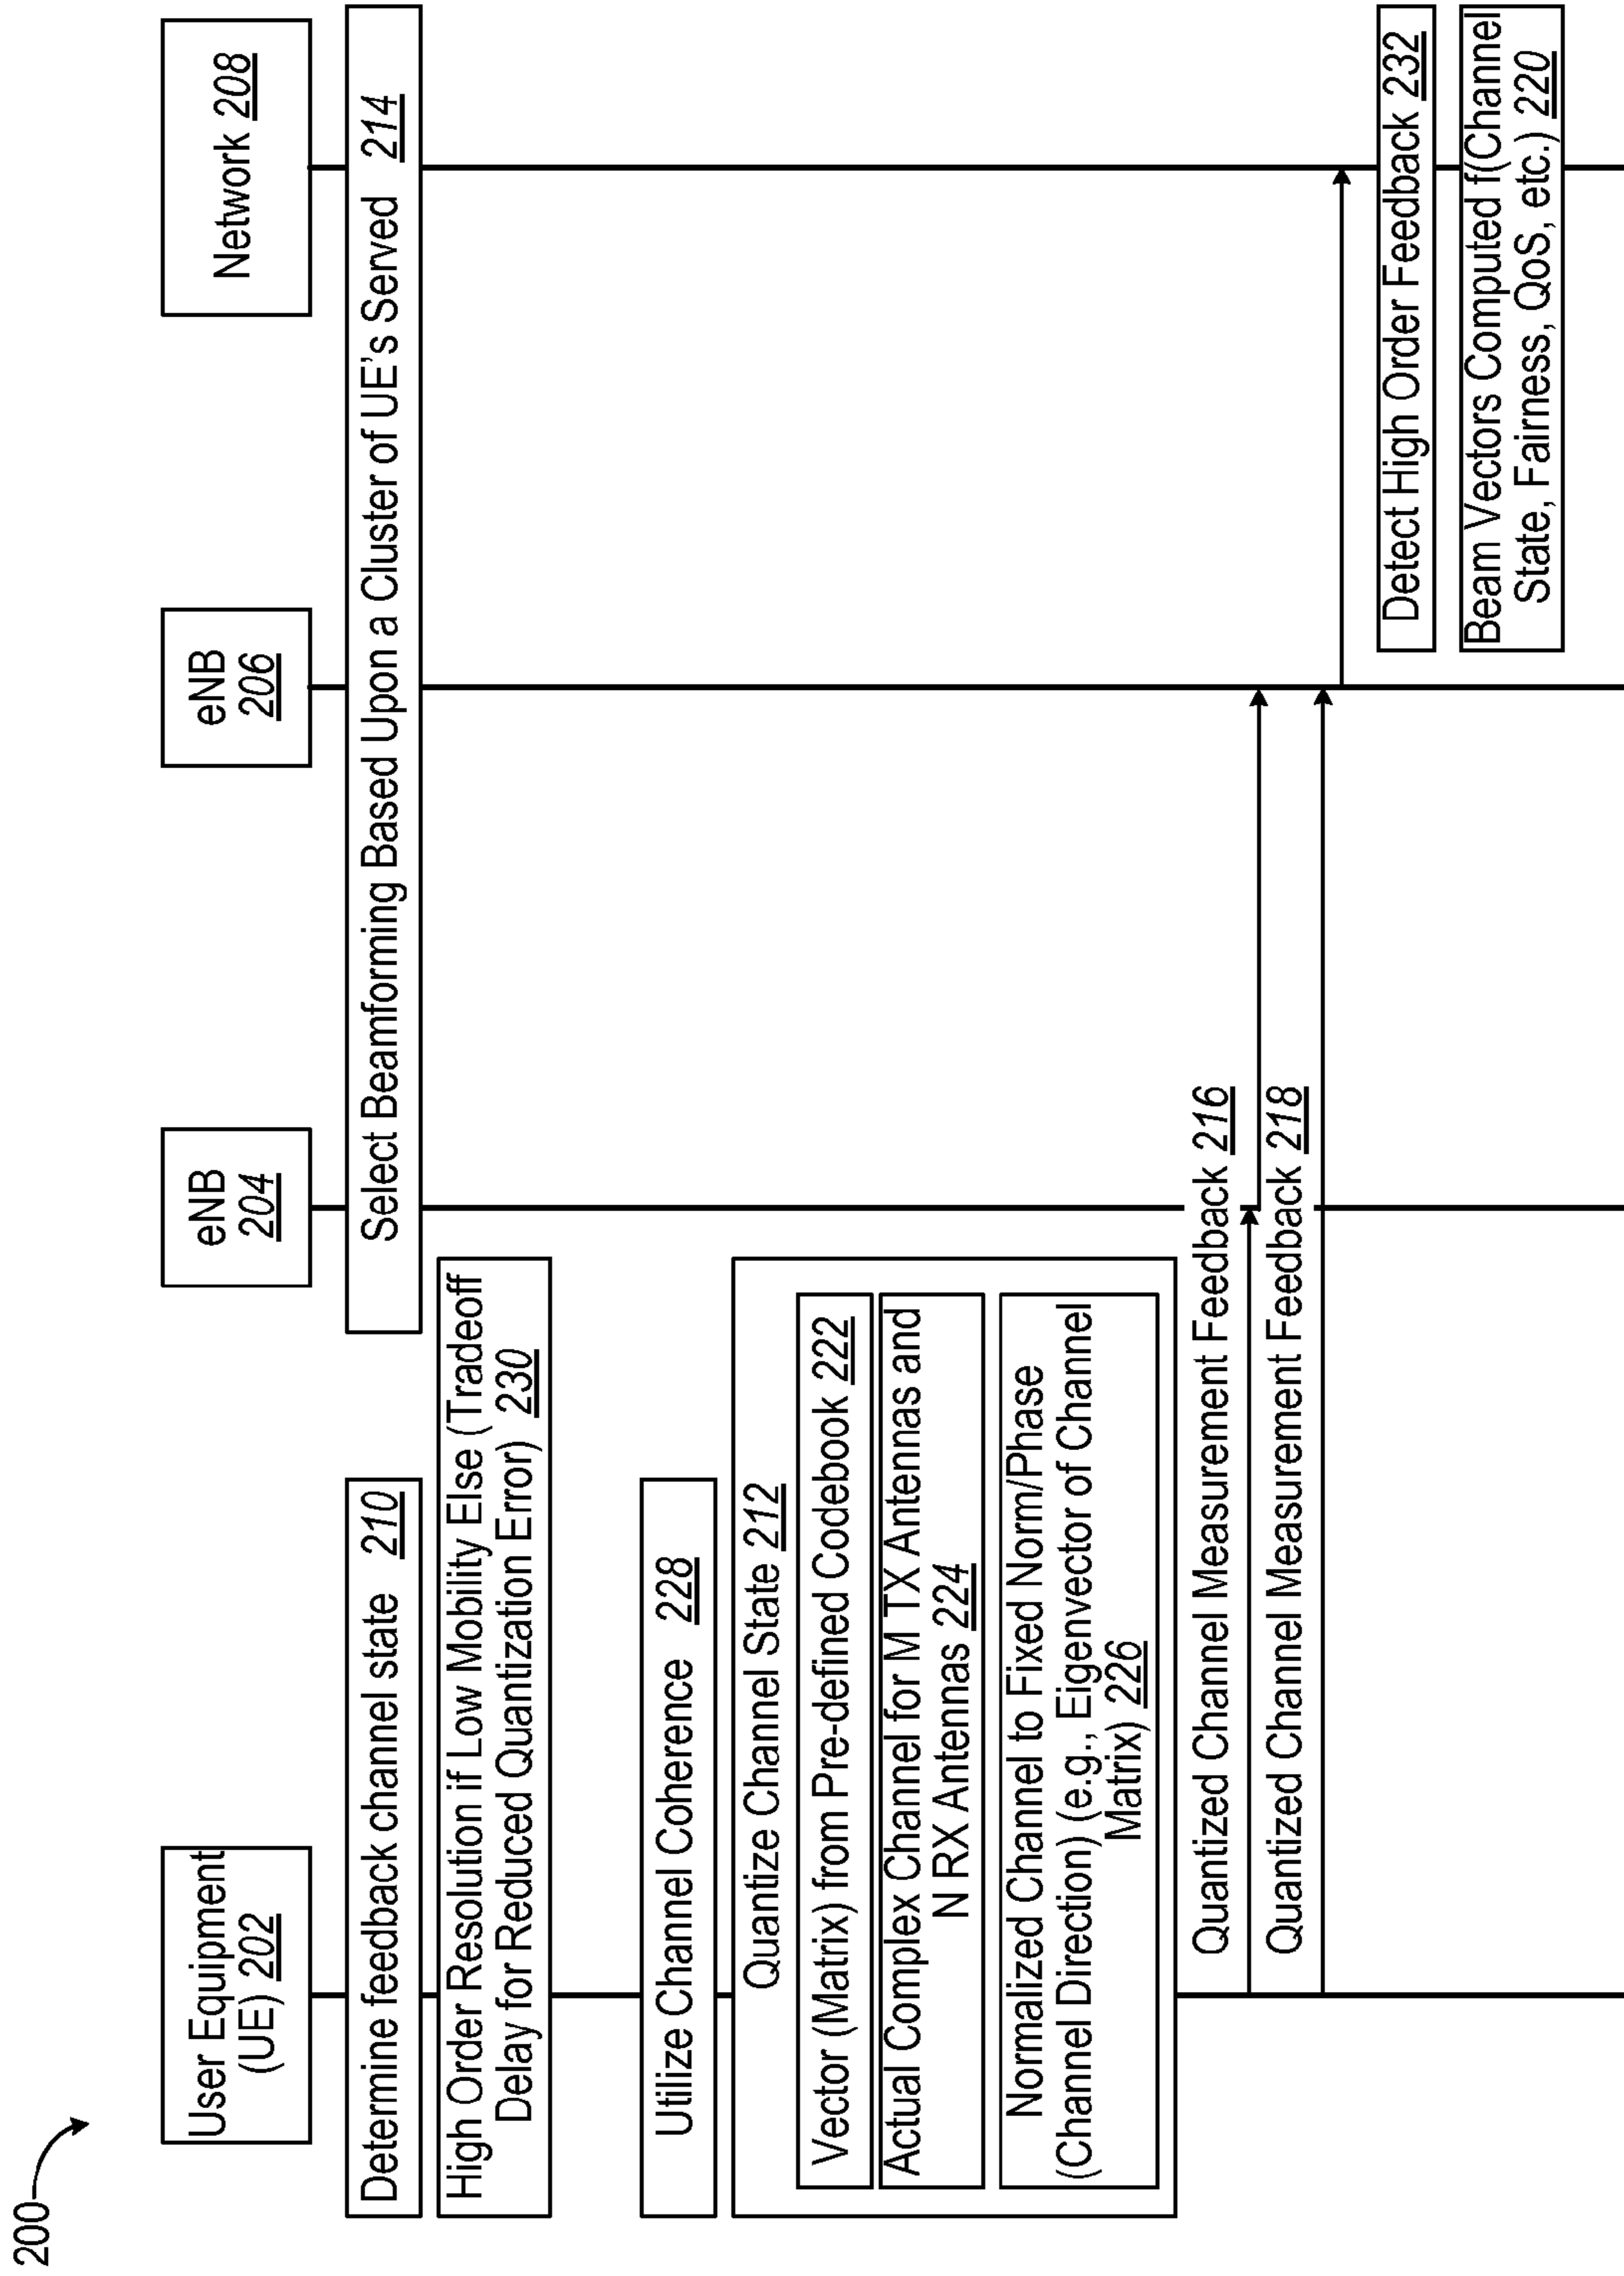 200
User Equipment
(UE) 202
eNB
204
eNB
206
Network 208
Determine feedback channel state 210
Select Beamforming Based Upon a Cluster of UE's Served 214
High Order Resolution if Low Mobility Else (Tradeoff
Delay for Reduced Quantization Error) 230
Utilize Channel Coherence 228
Quantize Channel State 212
Vector (Matrix) from Pre-defined Codebook 222
Actual Complex Channel for M TX Antennas and
N RX Antennas 224
Normalized Channel to Fixed Norm/Phase
(Channel Direction) (e.g., Eigenvector of Channel
Matrix) 226
Quantized Channel Measurement Feedback 216
Quantized Channel Measurement Feedback 218
Detect High Order Feedback 232
Beam Vectors Computed f(Channel
State, Fairness, QoS, etc.) 220